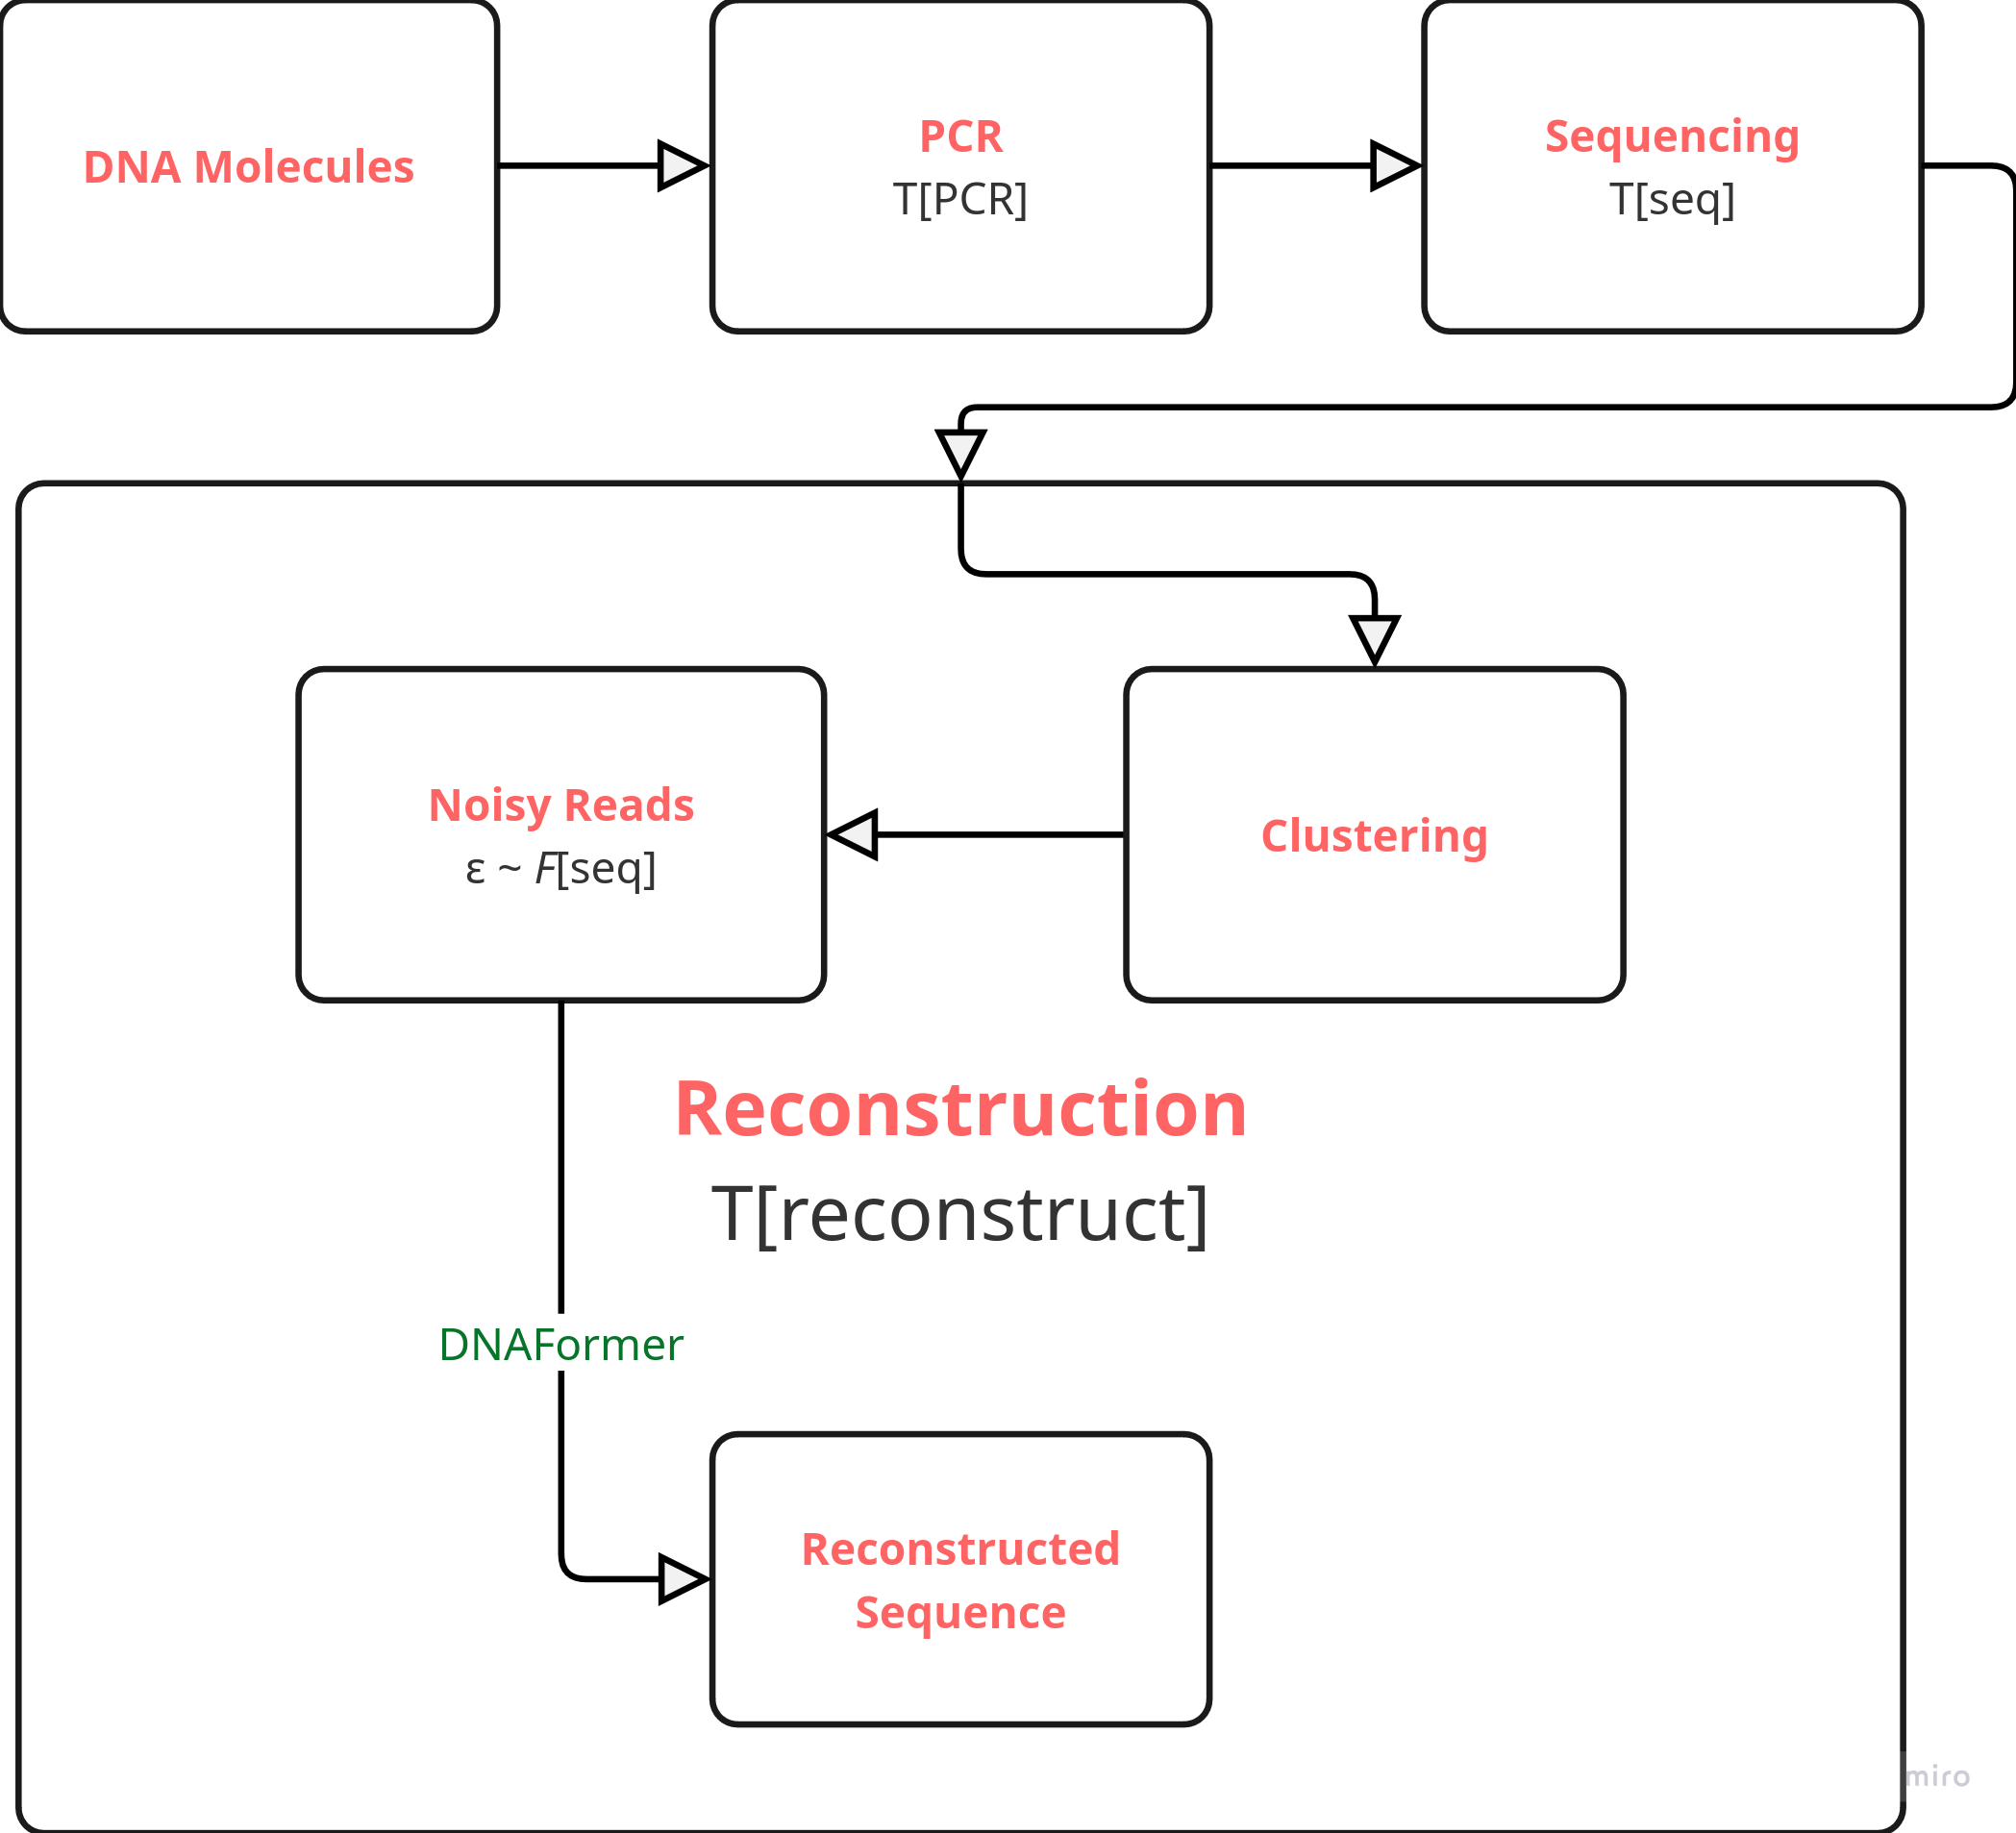 DNA Molecules
PCR
T[PCR]
Sequencing
T[seq]
Clustering
Noisy Reads
ε ~ F[seq]
Reconstruction
T[reconstruct]
DNAFormer
Reconstructed
Sequence
miro